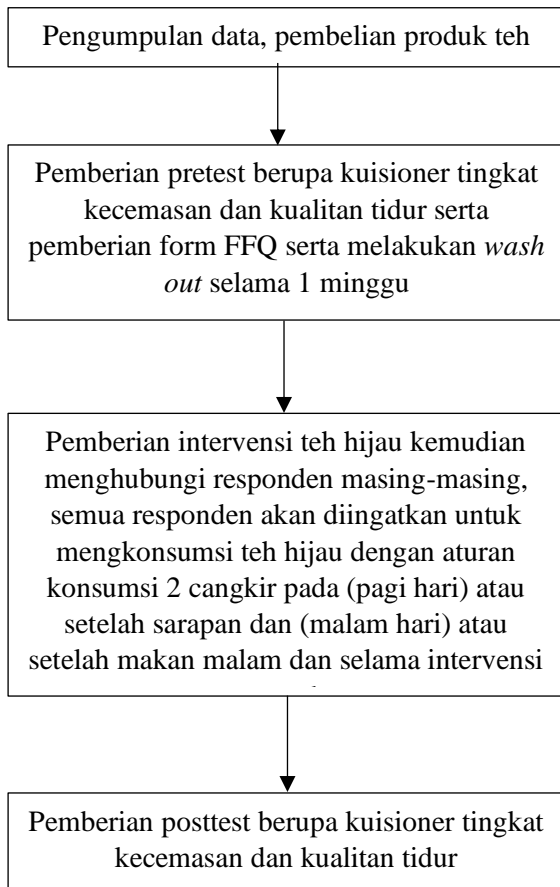 Pengumpulan data, pembelian produk teh
Pemberian pretest berupa kuisioner tingkat
kecemasan dan kualitan tidur serta
pemberian form FFQ serta melakukan wash
out selama 1 minggu
Pemberian intervensi teh hijau kemudian
menghubungi responden masing-masing,
semua responden akan diingatkan untuk
mengkonsumsi teh hijau dengan aturan
konsumsi 2 cangkir pada (pagi hari) atau
setelah sarapan dan (malam hari) atau
setelah makan malam dan selama intervensi
Pemberian posttest berupa kuisioner tingkat
kecemasan dan kualitan tidur